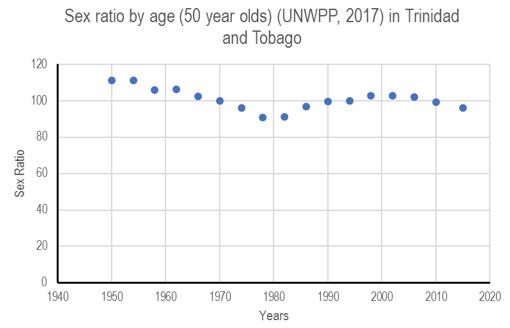 Sex ratio by age (50 year olds) (UNWPP, 2017) in Trinidad
and Tobago
120
100
80
60
40
20
0
Sex Ratio
1940 1950 1960 1970 1980 1990 2000 2010 2020
Years